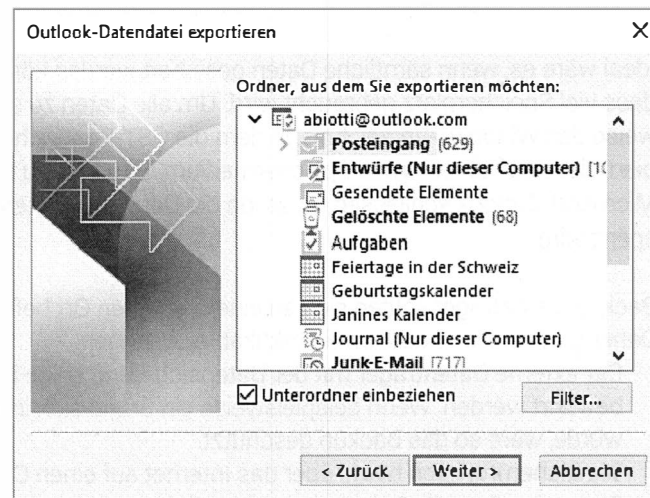 Outlook-Datendatei exportieren
Ordner, aus dem Sie exportieren möchten:
abiotti@outlook.com
Posteingang (629)
Entwürfe (Nur dieser Computer) [10
Gesendete Elemente
Gelöschte Elemente (68)
Aufgaben
Feiertage in der Schweiz
Geburtstagskalender
Janines Kalender
Journal (Nur dieser Computer)
Junk-E-Mail [717]
Unterordner einbeziehen
Filter...
< Zurück
Weiter >
Abbrechen